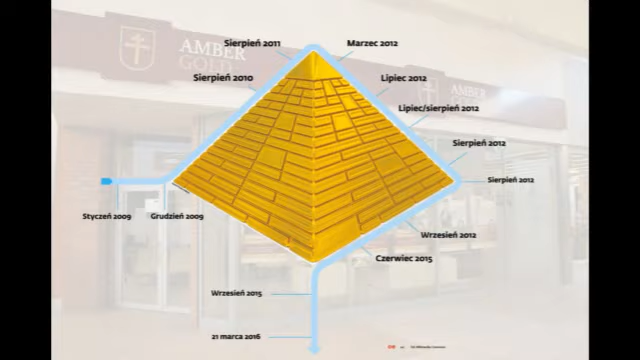 AMBER
GOLD
AMBER
Sierpień 2011
Marzec 2012
Sierpień 2010
Lipiec 2012
Lipiec/sierpień 2012
Sierpień 2012
Sierpień 2012
Styczeń 2009
Grudzień 2009
Wrzesień 2012
Czerwiec 2015
Wrzesień 2015
21 marca 2016